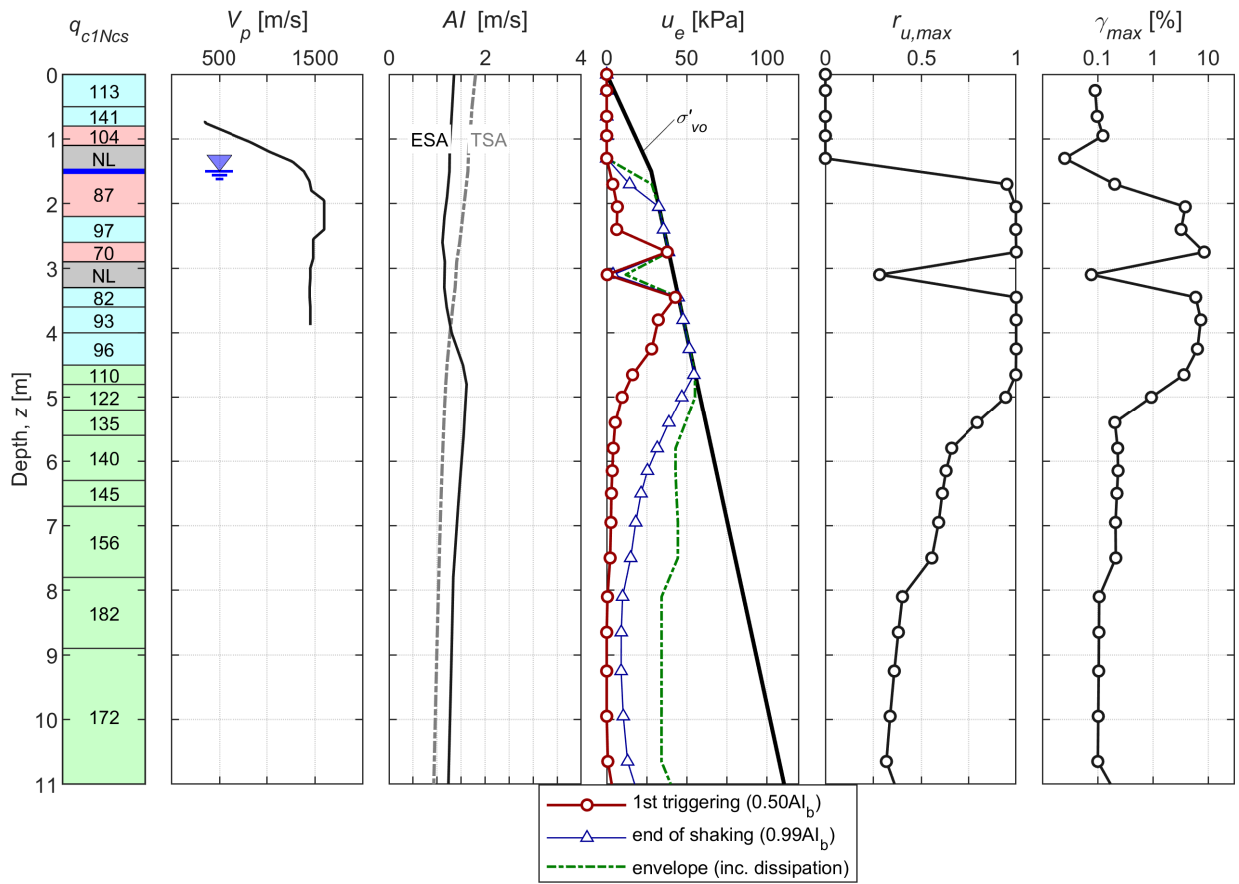 q_c1Ncs V_p [m/s] AI [m/s] u_e [kPa] r_u,max γ_max [%]
500 1500 0 2 4 0 50 100 0 0.5 1 0.1 1 10
0
113
141
1
104
ESA TSA
σ'_vo
NL
87
2
97
70
3
NL
82
93
4
96
110
5
122
135
6
140
145
7
156
8
182
9
10
172
11
Depth, z [m]
1st triggering (0.50AI_b)
end of shaking (0.99AI_b)
envelope (inc. dissipation)